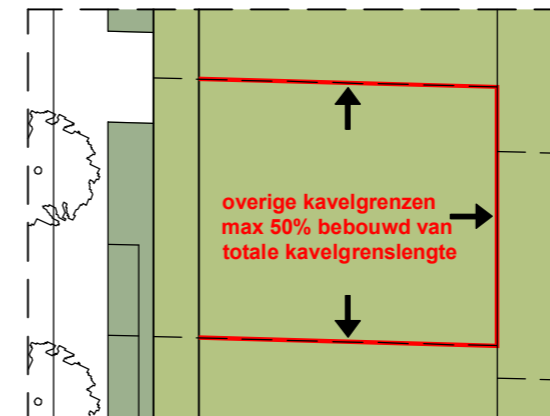 overige kavelgrenzen
max 50% bebouwd van
totale kavelgrenslengte